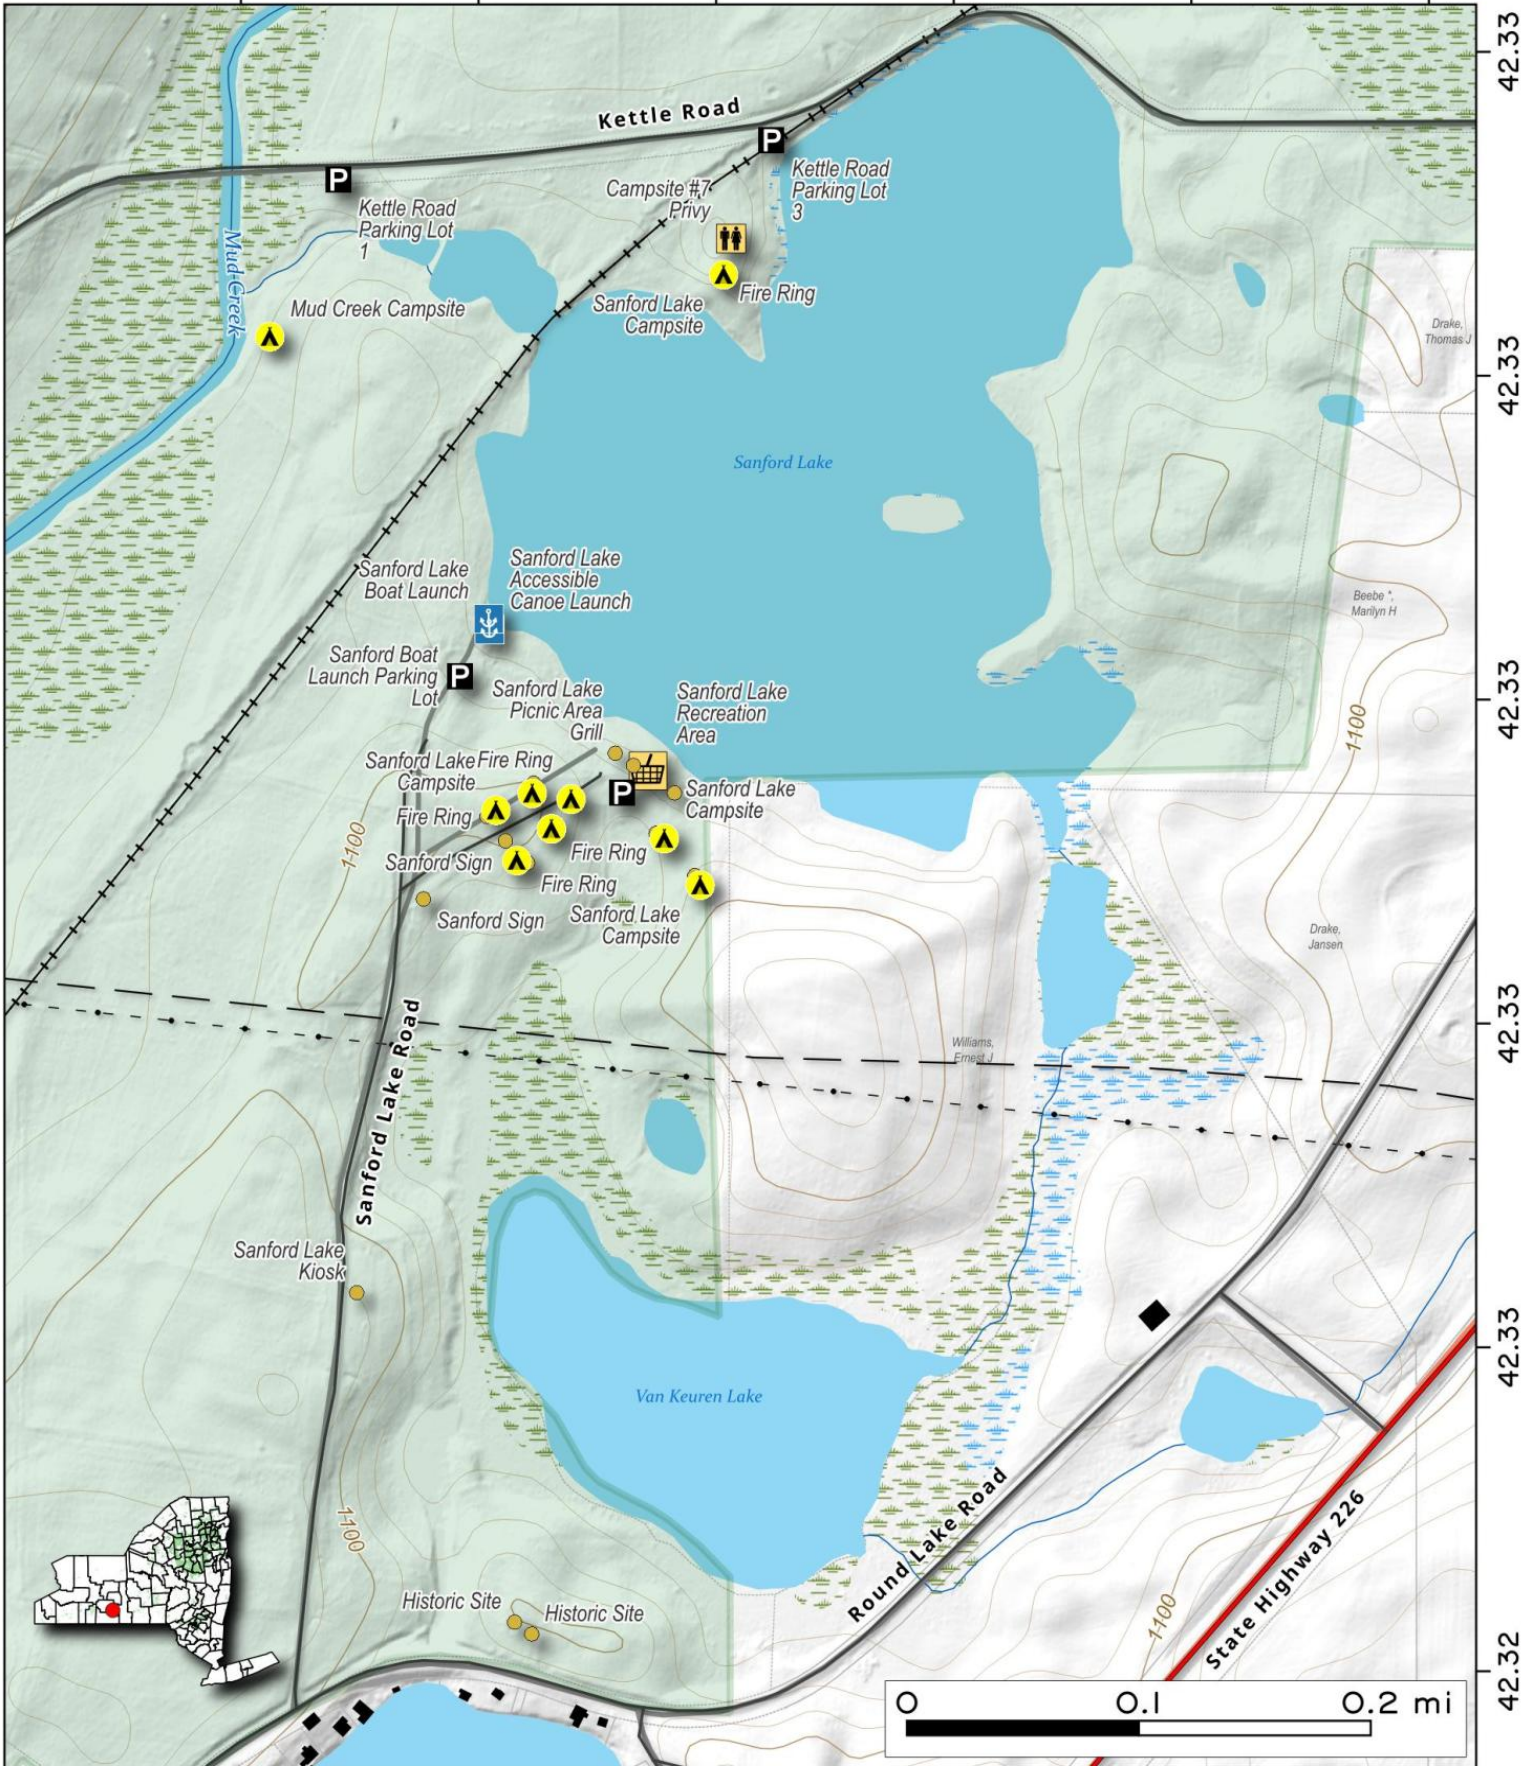 42.33
Kettle Road
P
P
Kettle Road
Parking Lot
3
Campsite #7
Privy
Kettle Road
Parking Lot
1
Mud Creek
Mud Creek Campsite
Fire Ring
Sanford Lake
Campsite
Drake,
Thomas J
42.33
Sanford Lake
Sanford Lake
Boat Launch
Sanford Lake
Accessible
Canoe Launch
Beebe *,
Marilyn H
Sanford Boat
Launch Parking
Lot
P
Sanford Lake
Picnic Area
Grill
Sanford Lake
Recreation
Area
42.33
1100
Sanford Lake
Campsite
Fire Ring
P
Sanford Lake
Campsite
Fire Ring
1100
Sanford Sign
Fire Ring
Fire Ring
Sanford Sign
Sanford Lake
Campsite
Drake,
Jansen
42.33
Williams,
Ernest J
Sanford Lake Road
Sanford Lake
Kiosk
42.33
Van Keuren Lake
1100
Round Lake Road
State Highway 226
1100
Historic Site
Historic Site
42.32
0 0.1 0.2 mi